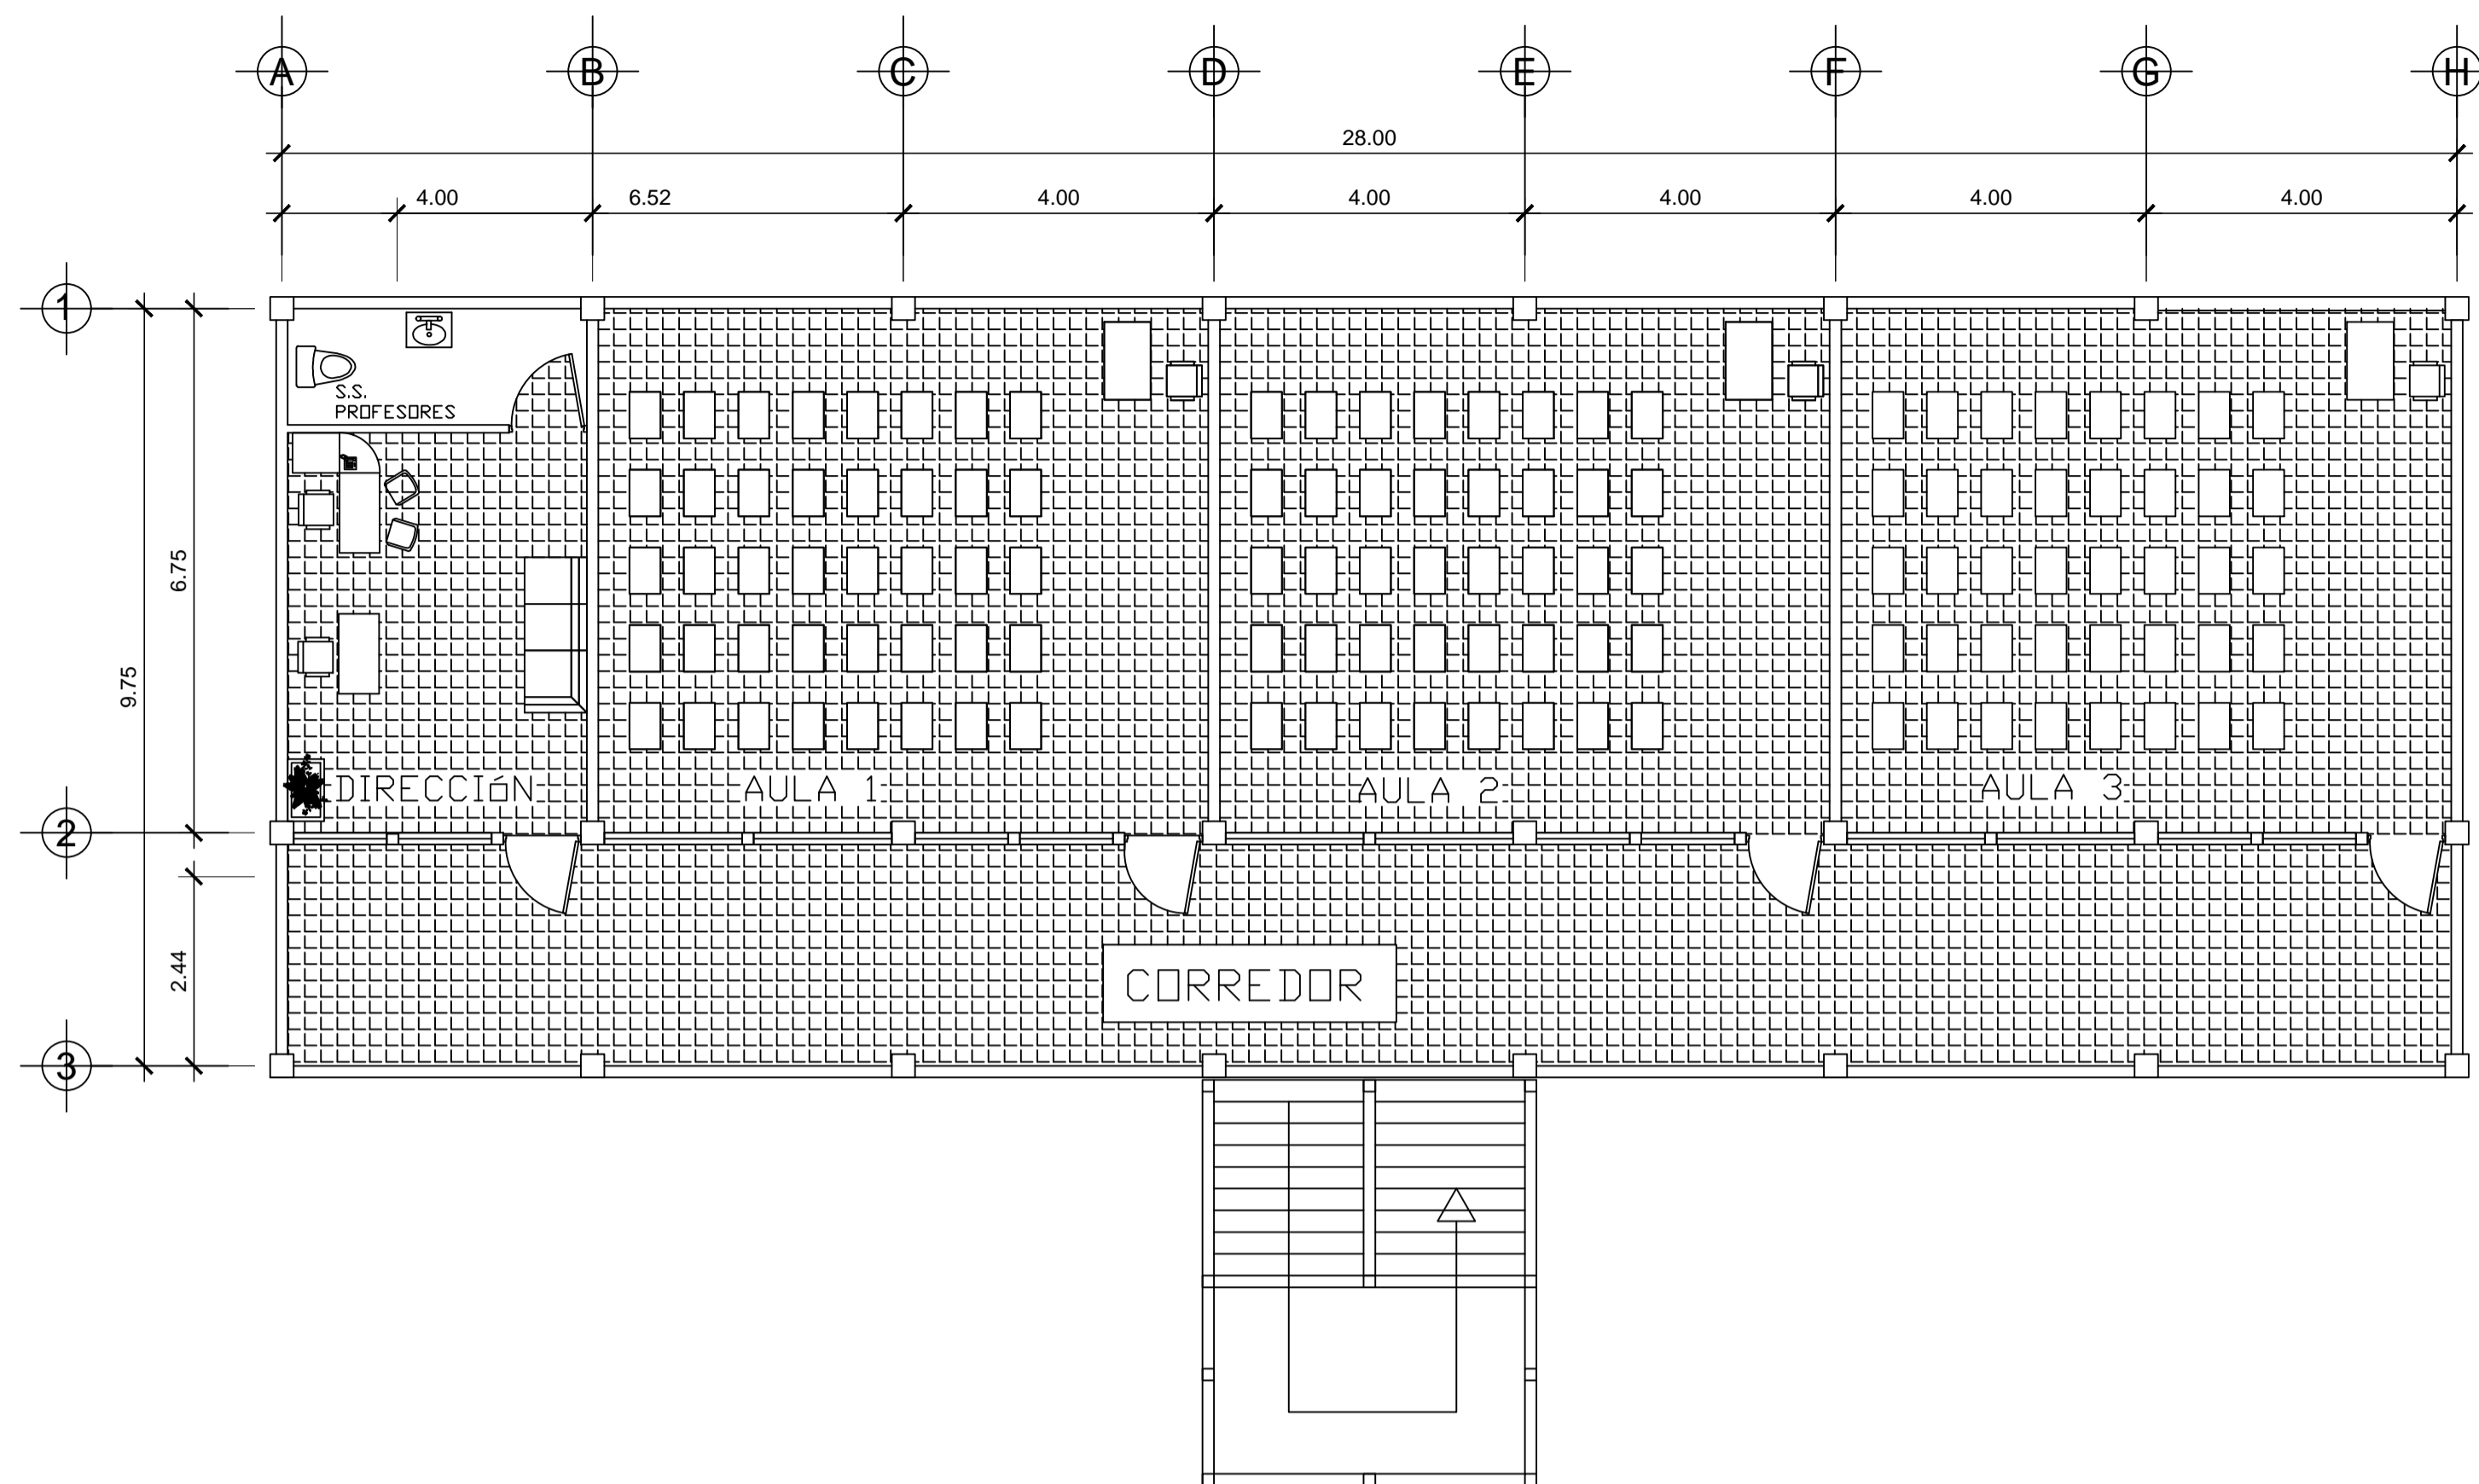 A B C D E F G H
28.00
4.00 6.52 4.00 4.00 4.00 4.00 4.00
1
S.S.
PROFESORES
6.75
9.75
DIRECCIóN AULA 1 AULA 2 AULA 3
2
2.44
CORREDOR
3